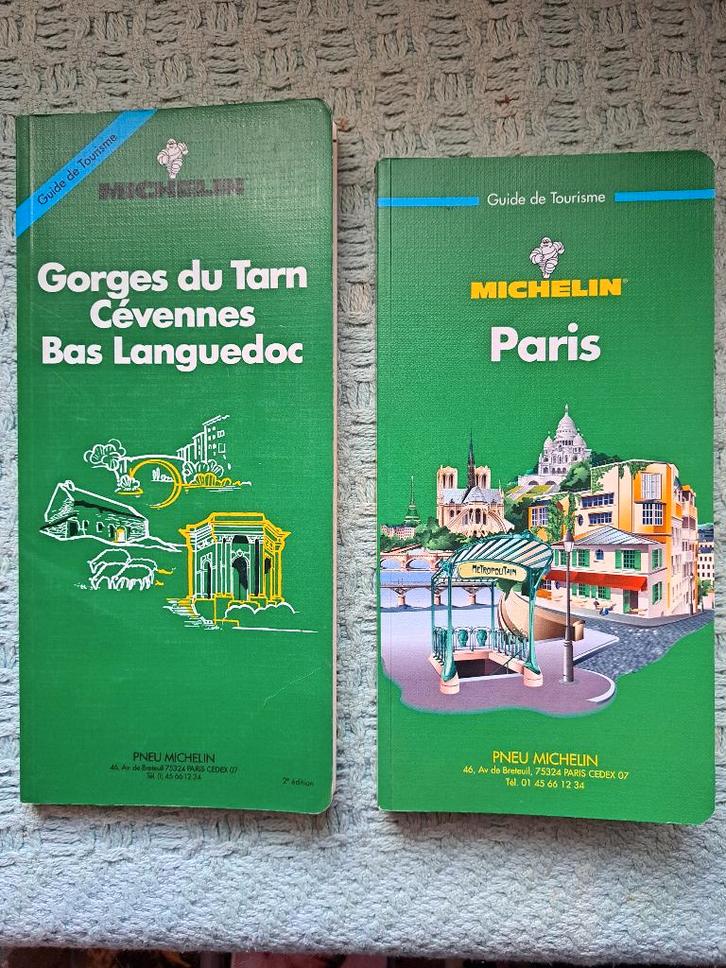 Guide de Tourisme
MICHELIN
Gorges du Tarn
Cévennes
Bas Languedoc
PNEU MICHELIN
46, Av. de Breteuil 75324 PARIS CEDEX 07
Tél. (1) 45 66 12 34
2e édition
Guide de Tourisme
MICHELIN®
Paris
METROPOLITAIN
PNEU MICHELIN
46, Av de Breteuil, 75324 PARIS CEDEX 07
Tél. 01 45 66 12 34